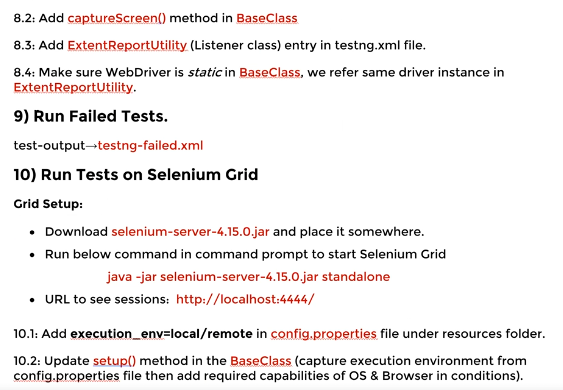 8.2: Add captureScreen() method in BaseClass
8.3: Add ExtentReportUtility (Listener class) entry in testng.xml file.
8.4: Make sure WebDriver is static in BaseClass, we refer same driver instance in
ExtentReportUtility.
9) Run Failed Tests.
test-output→testng-failed.xml
10) Run Tests on Selenium Grid
Grid Setup:
• Download selenium-server-4.15.0.jar and place it somewhere.
• Run below command in command prompt to start Selenium Grid
java -jar selenium-server-4.15.0.jar standalone
• URL to see sessions: http://localhost:4444/
10.1: Add execution_env=local/remote in config.properties file under resources folder.
10.2: Update setup() method in the BaseClass (capture execution environment from
config.properties file then add required capabilities of OS & Browser in conditions).